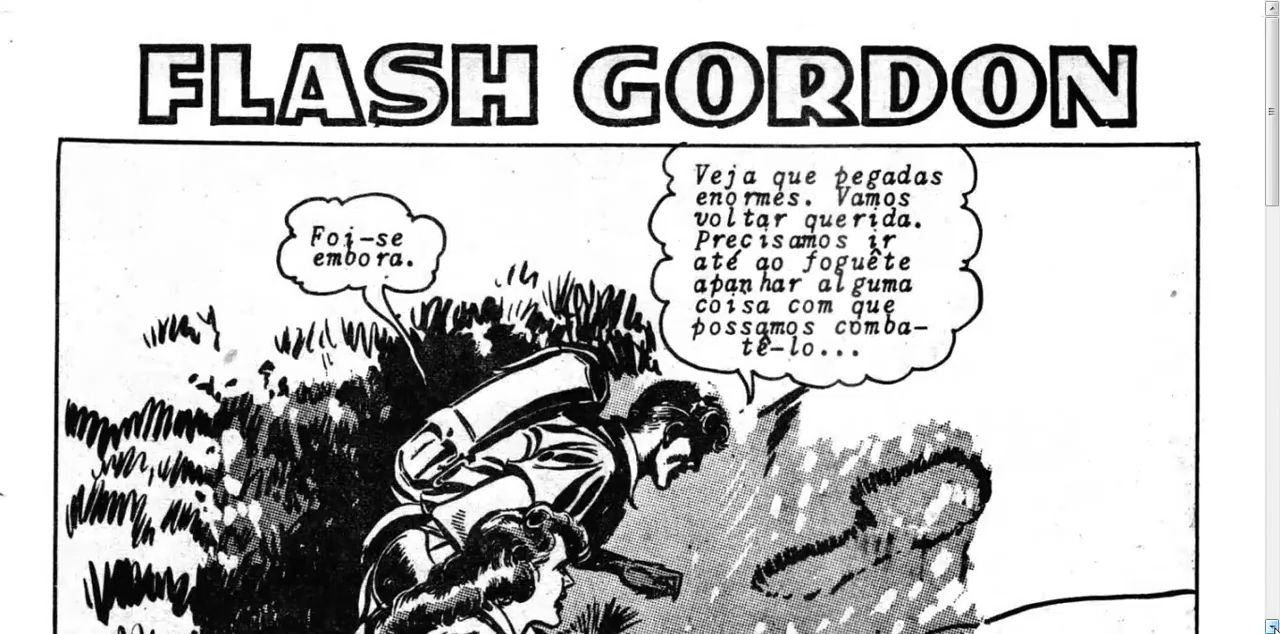 FLASH GORDON
Foi-se
embora.
Veja que pegadas
enormes. Vamos
voltar querida.
Precisamos ir
até ao foguête
apanhar alguma
coisa com que
possamos comba-
tê-lo...